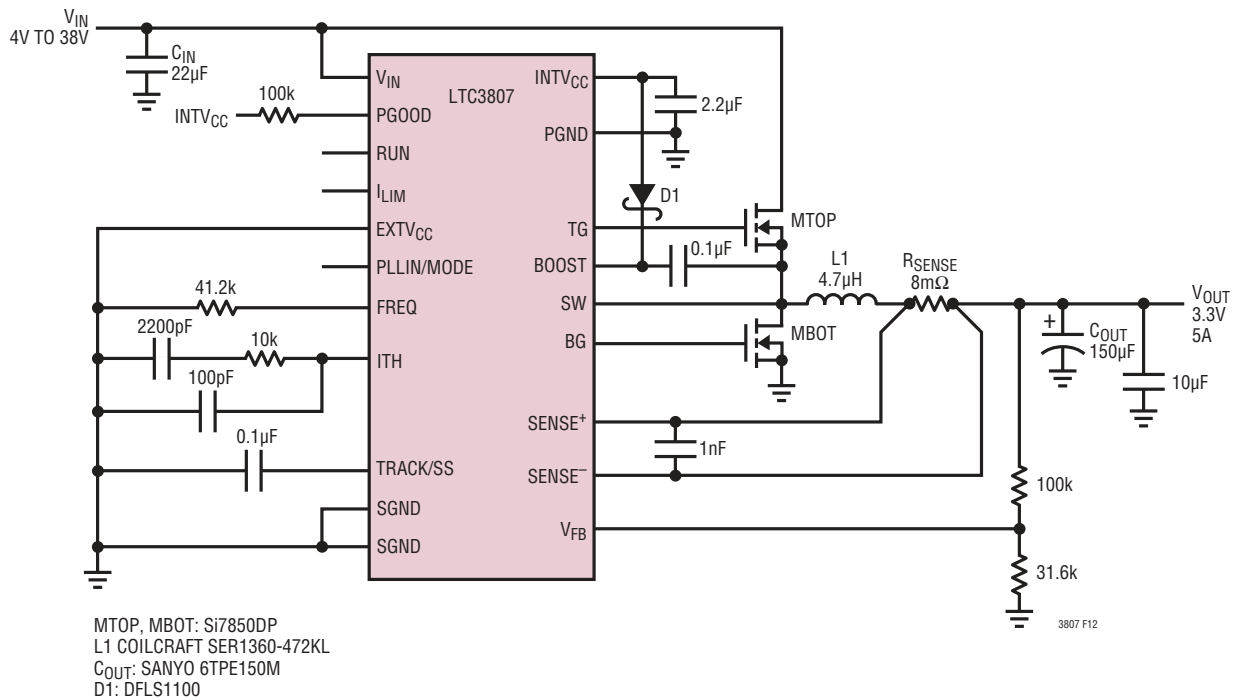 VIN
4V TO 38V
CIN
22µF
100k
INTVCC
LTC3807
VIN
PGOOD
RUN
ILIM
EXTVCC
PLLIN/MODE
FREQ
ITH
TRACK/SS
SGND
SGND
INTVCC
PGND
TG
BOOST
SW
BG
SENSE+
SENSE–
VFB
41.2k
2200pF
10k
100pF
0.1µF
2.2µF
D1
0.1µF
MTOP
MBOT
L1
4.7µH
RSENSE
8mΩ
1nF
VOUT
3.3V
5A
+
COUT
150µF
10µF
100k
31.6k
3807 F12
MTOP, MBOT: Si7850DP
L1 COILCRAFT SER1360-472KL
COUT: SANYO 6TPE150M
D1: DFLS1100